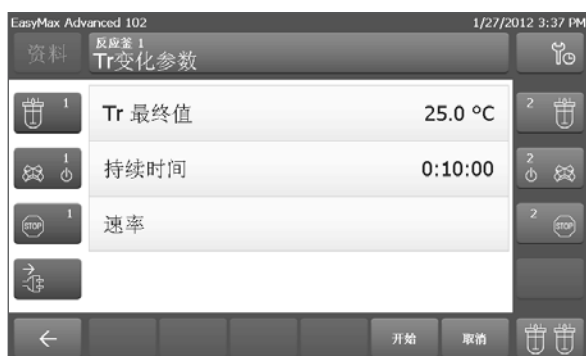 EasyMax Advanced 102 1/27/2012 3:37 PM
资料
反应釜 1
Tr变化参数
1
Tr 最终值 25.0 °C
2
1
持续时间 0:10:00
2
STOP 1
速率
2 STOP
开始 取消